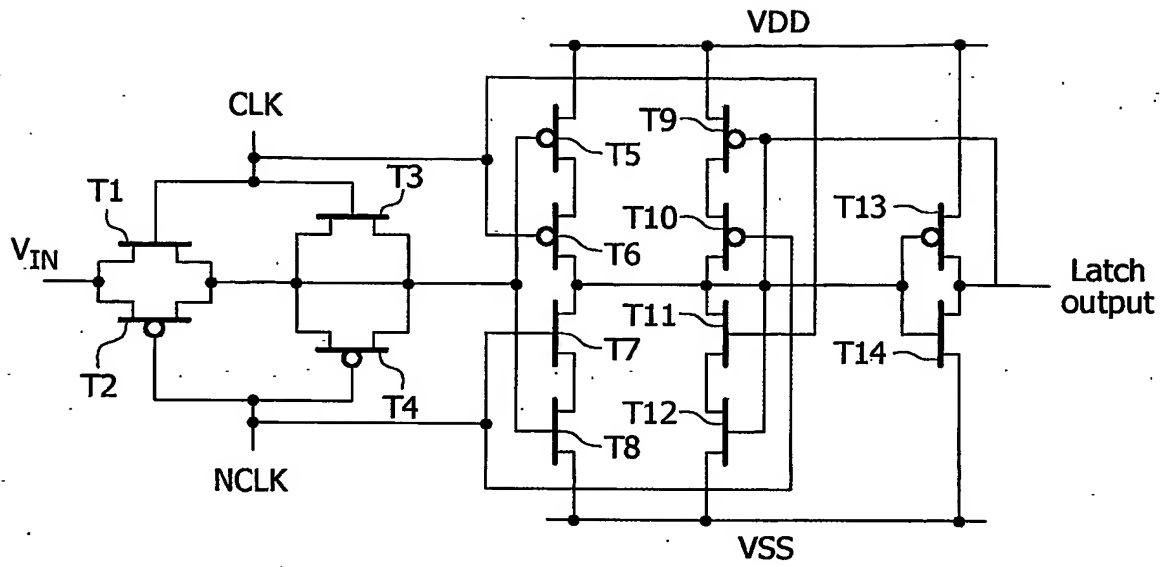 VDD
CLK
T9
T5
T3
T1
T10
T13
T6
V_IN
Latch
output
T11
T7
T14
T2
T4
T12
T8
NCLK
VSS